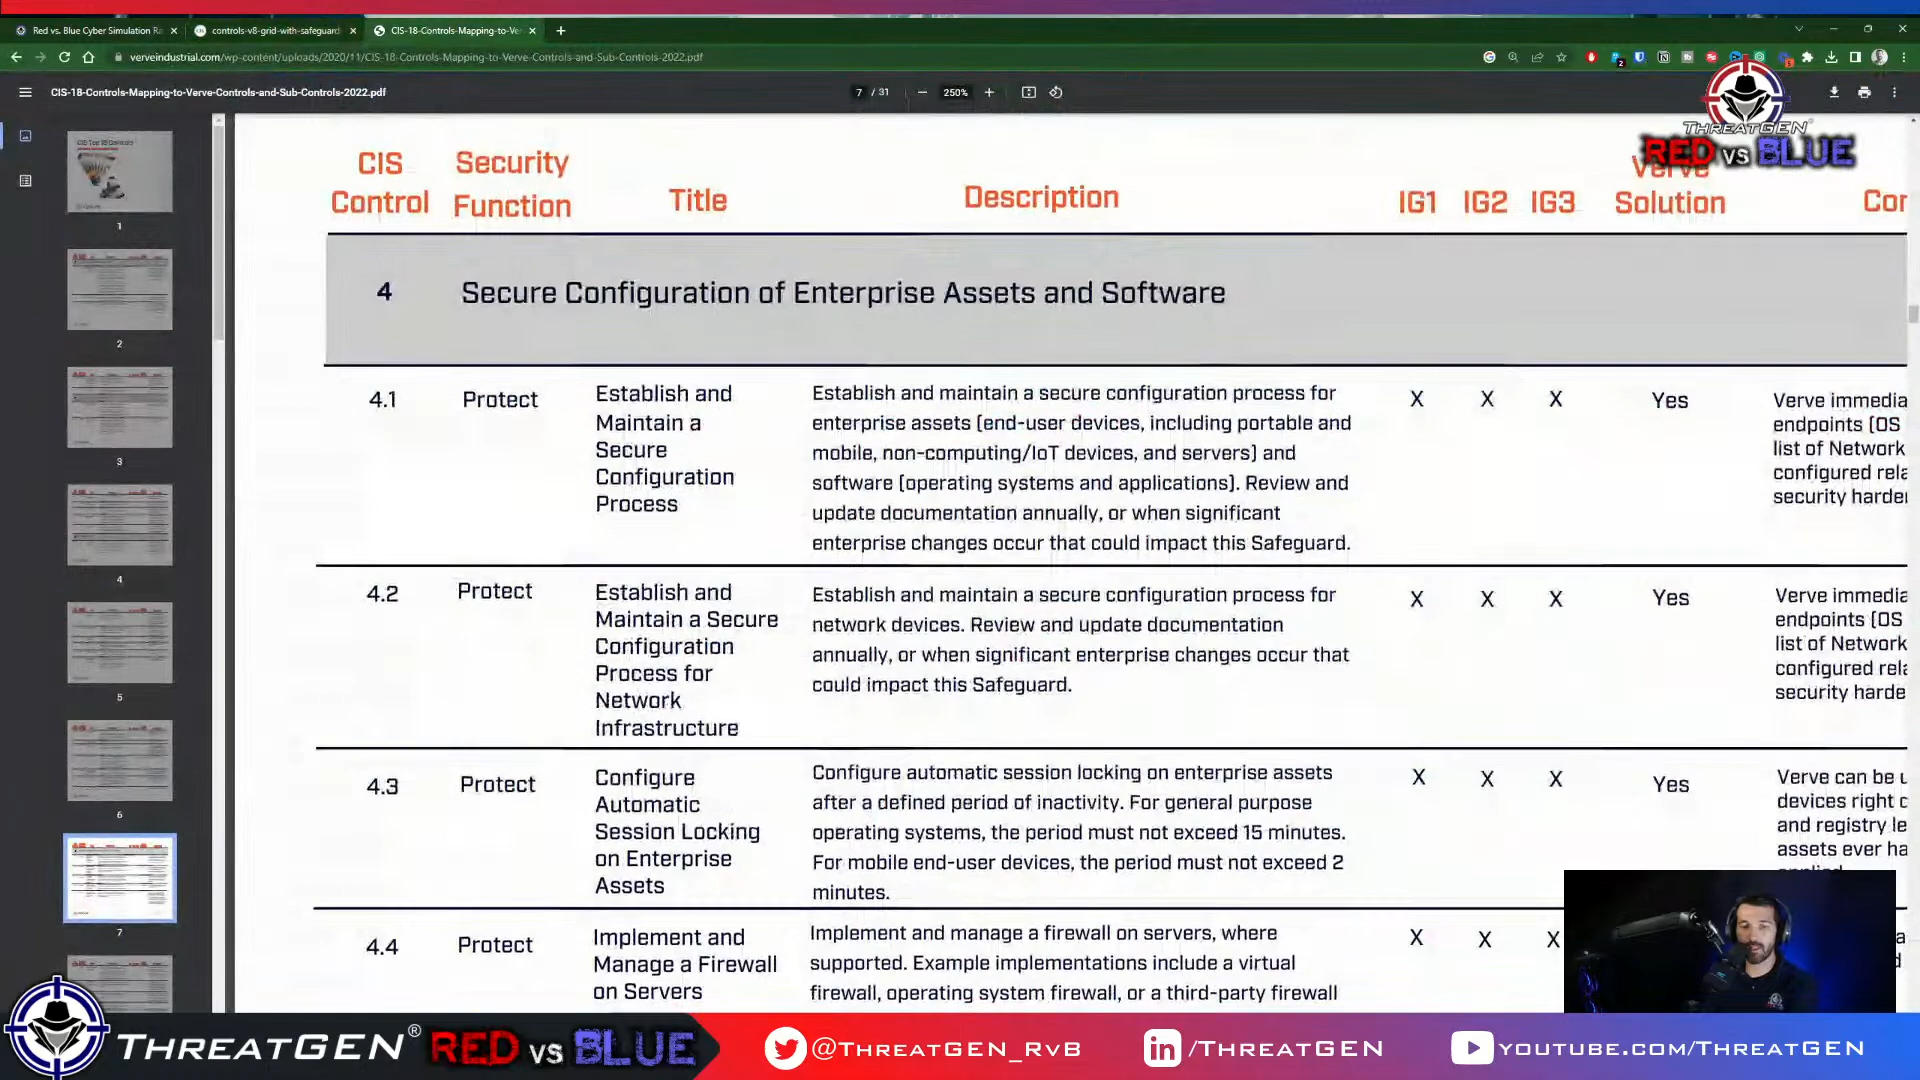 Red vs. Blue Cyber Simulation Ra
controls-v8-grid-with-safeguard
CIS-18-Controls-Mapping-to-Ve
verveindustrial.com/wp-content/uploads/2020/11/CIS-18-Controls-Mapping-to-Verve-Controls-and-Sub-Controls-2022.pdf
CIS-18-Controls-Mapping-to-Verve-Controls-and-Sub-Controls-2022.pdf
7 / 31
250%
THREATGEN®
RED vs BLUE
CIS Control
Security Function
Title
Description
IG1
IG2
IG3
Verve Solution
4
Secure Configuration of Enterprise Assets and Software
4.1
Protect
Establish and
Maintain a
Secure
Configuration
Process
Establish and maintain a secure configuration process for
enterprise assets (end-user devices, including portable and
mobile, non-computing/IoT devices, and servers) and
software (operating systems and applications). Review and
update documentation annually, or when significant
enterprise changes occur that could impact this Safeguard.
X X X
Yes
Verve immedia
endpoints (OS
list of Network
configured rela
security harde
4.2
Protect
Establish and
Maintain a Secure
Configuration
Process for
Network
Infrastructure
Establish and maintain a secure configuration process for
network devices. Review and update documentation
annually, or when significant enterprise changes occur that
could impact this Safeguard.
X X X
Yes
Verve immedia
endpoints (OS
list of Network
configured rela
security harde
4.3
Protect
Configure
Automatic
Session Locking
on Enterprise
Assets
Configure automatic session locking on enterprise assets
after a defined period of inactivity. For general purpose
operating systems, the period must not exceed 15 minutes.
For mobile end-user devices, the period must not exceed 2
minutes.
X X X
Yes
Verve can be u
devices right c
and registry le
assets ever ha
4.4
Protect
Implement and
Manage a Firewall
on Servers
Implement and manage a firewall on servers, where
supported. Example implementations include a virtual
firewall, operating system firewall, or a third-party firewall
X X X
1
2
3
4
5
6
7
THREATGEN® RED vs BLUE
@THREATGEN_RVB
/THREATGEN
YOUTUBE.COM/THREATGEN